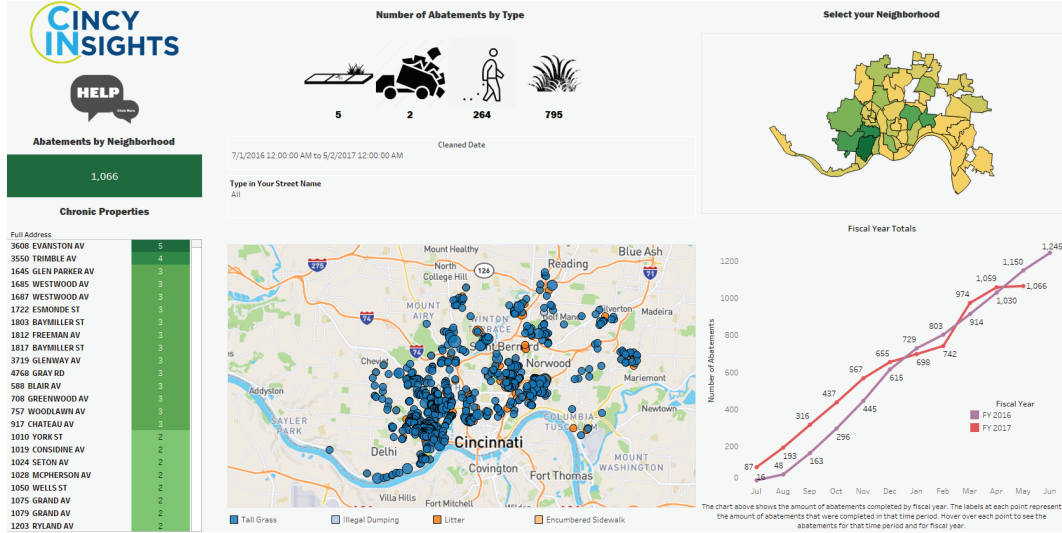 CINCY
INSIGHTS
HELP
Click Here
Abatements by Neighborhood
1,066
Chronic Properties
Full Address
3608 EVANSTON AV 5
3550 TRIMBLE AV 4
1645 GLEN PARKER AV 3
1685 WESTWOOD AV 3
1687 WESTWOOD AV 3
1722 ESMONDE ST 3
1803 BAYMILLER ST 3
1812 FREEMAN AV 3
1817 BAYMILLER ST 3
3719 GLENWAY AV 3
4768 GRAY RD 3
588 BLAIR AV 3
708 GREENWOOD AV 3
757 WOODLAWN AV 3
917 CHATEAU AV 3
1010 YORK ST 2
1019 CONSIDINE AV 2
1024 SETON AV 2
1028 MCPHERSON AV 2
1050 WELLS ST 2
1075 GRAND AV 2
1079 GRAND AV 2
1203 RYLAND AV 2
Number of Abatements by Type
5 2 264 795
Cleaned Date
7/1/2016 12:00:00 AM to 5/2/2017 12:00:00 AM
Type in Your Street Name
All
Mount Healthy
Blue Ash
275
North
College Hill
126
Reading
71
MOUNT
AIRY
74
WINTON
TERRACE
Golf Man
Silverton
Madeira
74
Saint Bernard
Cheviot
Norwood
Mariemont
Addyston
Newtown
SAYLER
PARK
COLUMBIA
Cincinnati
Delhi
MOUNT
WASHINGTON
Covington
Fort Thomas
Villa Hills
Fort Mitchell
Tall Grass
Illegal Dumping
Litter
Encumbered Sidewalk
Select your Neighborhood
Fiscal Year Totals
Number of Abatements
1200
1000
800
600
400
200
0
1,245
1,150
1,059
1,066
974
1,030
914
803
729
742
655
698
567
615
437
445
316
296
193
163
87
48
16
Fiscal Year
FY 2016
FY 2017
Jul Aug Sep Oct Nov Dec Jan Feb Mar Apr May Jun
The chart above shows the amount of abatements completed by fiscal year. The labels at each point represent
the amount of abatements that were completed in that time period. Hover over each point to see the
abatements for that time period and for fiscal year.